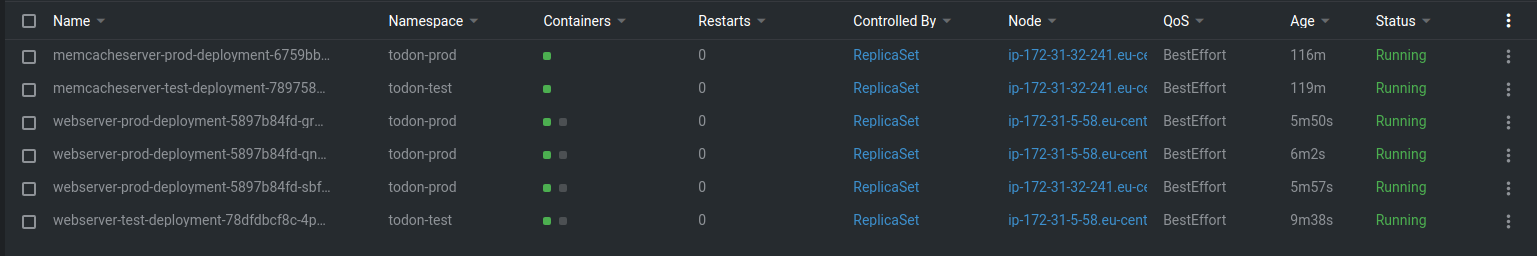 Name Namespace Containers Restarts Controlled By Node QoS Age Status
memcacheserver-prod-deployment-6759bb... todon-prod 0 ReplicaSet ip-172-31-32-241.eu-ce BestEffort 116m Running
memcacheserver-test-deployment-789758... todon-test 0 ReplicaSet ip-172-31-32-241.eu-ce BestEffort 119m Running
webserver-prod-deployment-5897b84fd-gr... todon-prod 0 ReplicaSet ip-172-31-5-58.eu-cent BestEffort 5m50s Running
webserver-prod-deployment-5897b84fd-qn... todon-prod 0 ReplicaSet ip-172-31-5-58.eu-cent BestEffort 6m2s Running
webserver-prod-deployment-5897b84fd-sbf... todon-prod 0 ReplicaSet ip-172-31-32-241.eu-ce BestEffort 5m57s Running
webserver-test-deployment-78dfdbcf8c-4p... todon-test 0 ReplicaSet ip-172-31-5-58.eu-cent BestEffort 9m38s Running